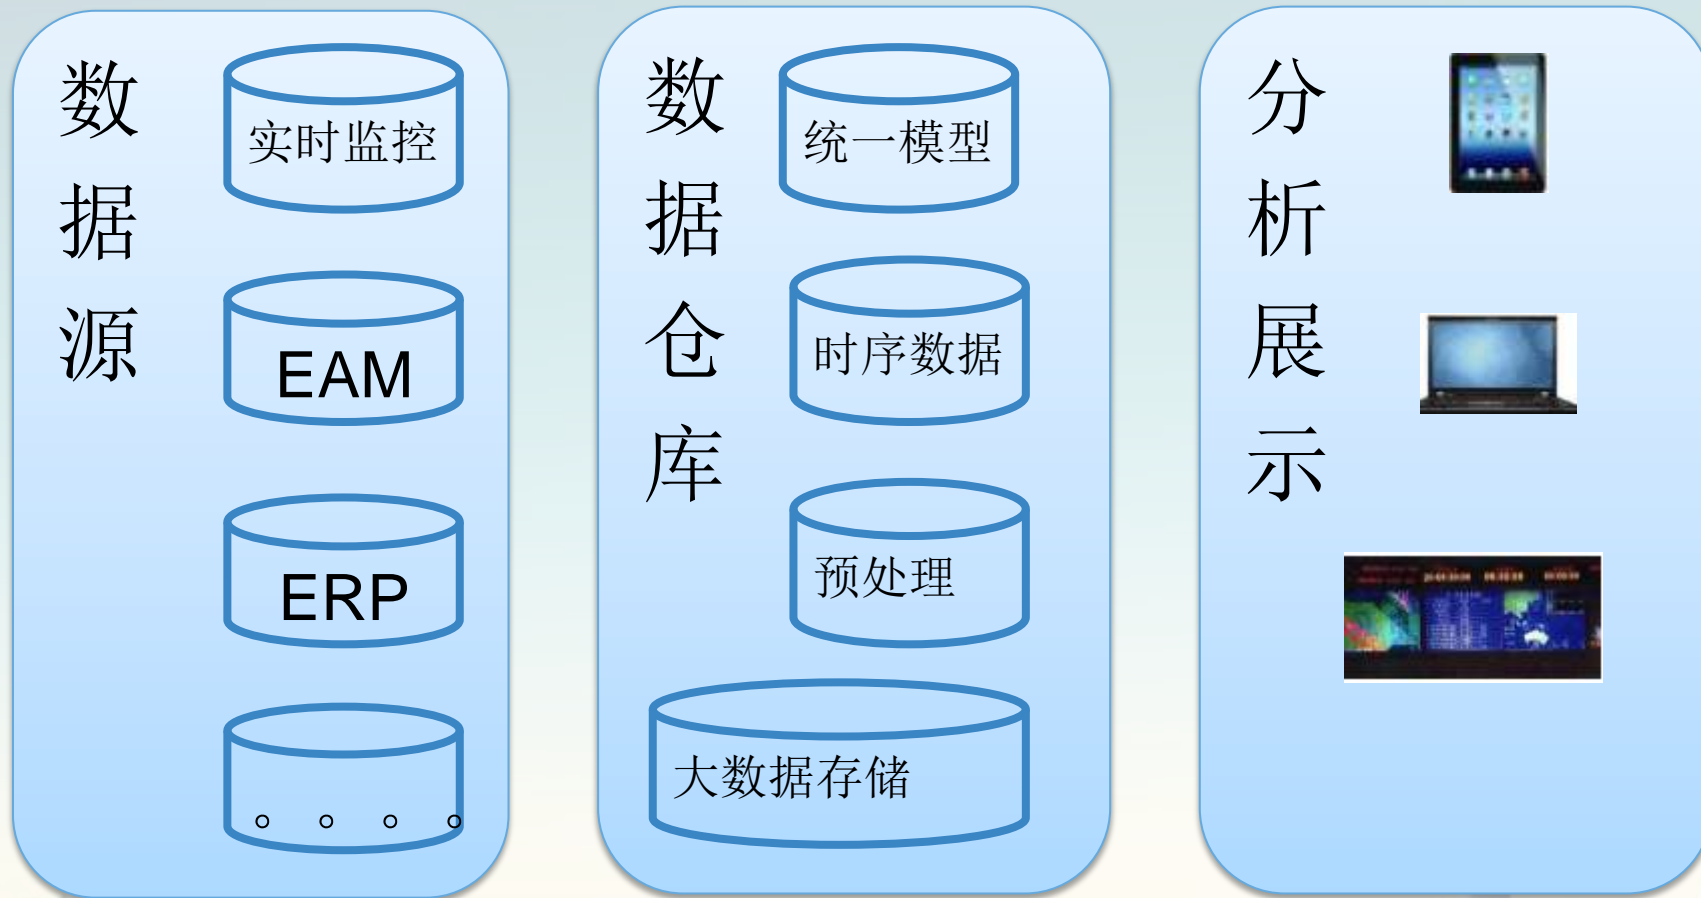 数据源
实时监控
EAM
ERP
。。。。
数据仓库
统一模型
时序数据
预处理
大数据存储
分析展示